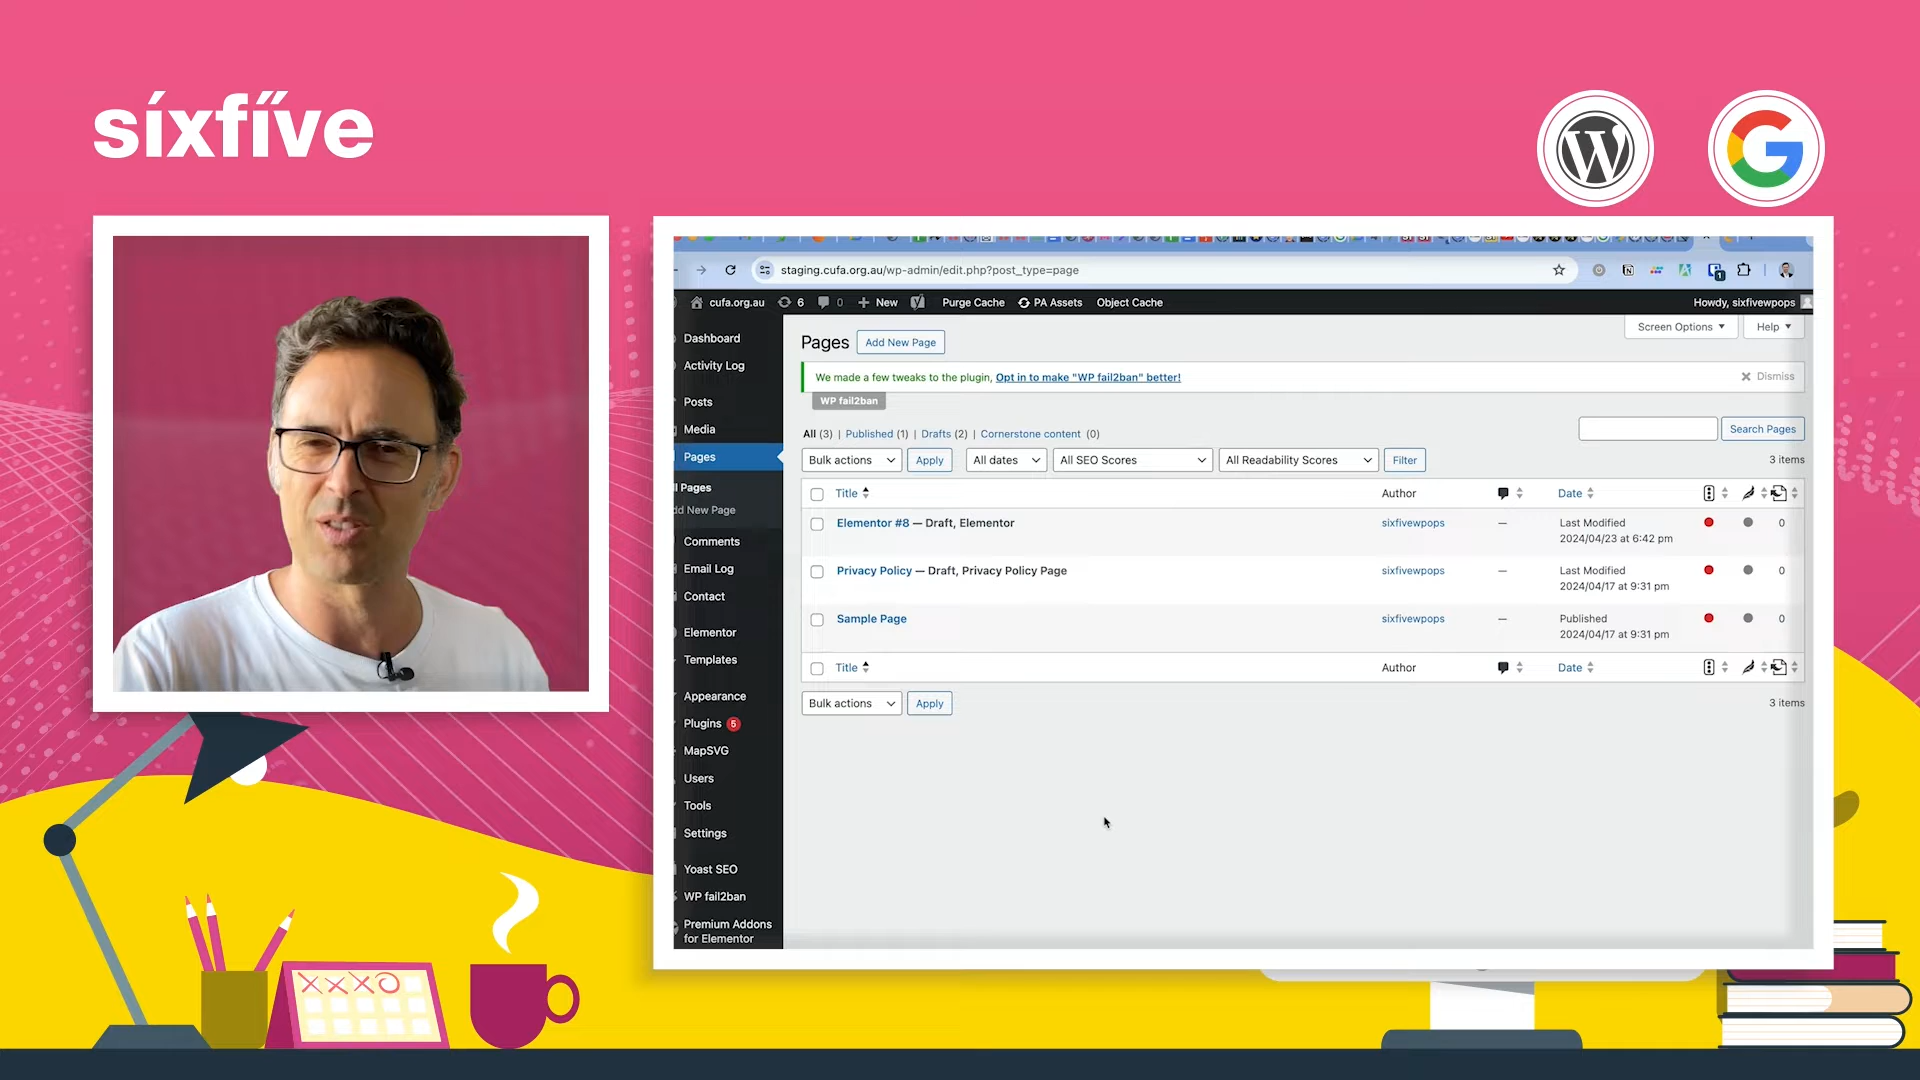 síxfiv̋e
staging.cufa.org.au/wp-admin/edit.php?post_type=page
cufa.org.au 6 0 New Purge Cache PA Assets Object Cache Howdy, sixfivewpops
Screen Options Help
Dashboard
Activity Log
Posts
Media
Pages
ll Pages
dd New Page
Comments
Email Log
Contact
Elementor
Templates
Appearance
Plugins 5
MapSVG
Users
Tools
Settings
Yoast SEO
WP fail2ban
Premium Addons
for Elementor
Pages Add New Page
We made a few tweaks to the plugin, Opt in to make "WP fail2ban" better! Dismiss
WP fail2ban
All (3) | Published (1) | Drafts (2) | Cornerstone content (0)
Search Pages
Bulk actions Apply All dates All SEO Scores All Readability Scores Filter 3 items
Title Author Date
Elementor #8 — Draft, Elementor sixfivewpops — Last Modified 0
2024/04/23 at 6:42 pm
Privacy Policy — Draft, Privacy Policy Page sixfivewpops — Last Modified 0
2024/04/17 at 9:31 pm
Sample Page sixfivewpops — Published 0
2024/04/17 at 9:31 pm
Title Author Date
Bulk actions Apply 3 items